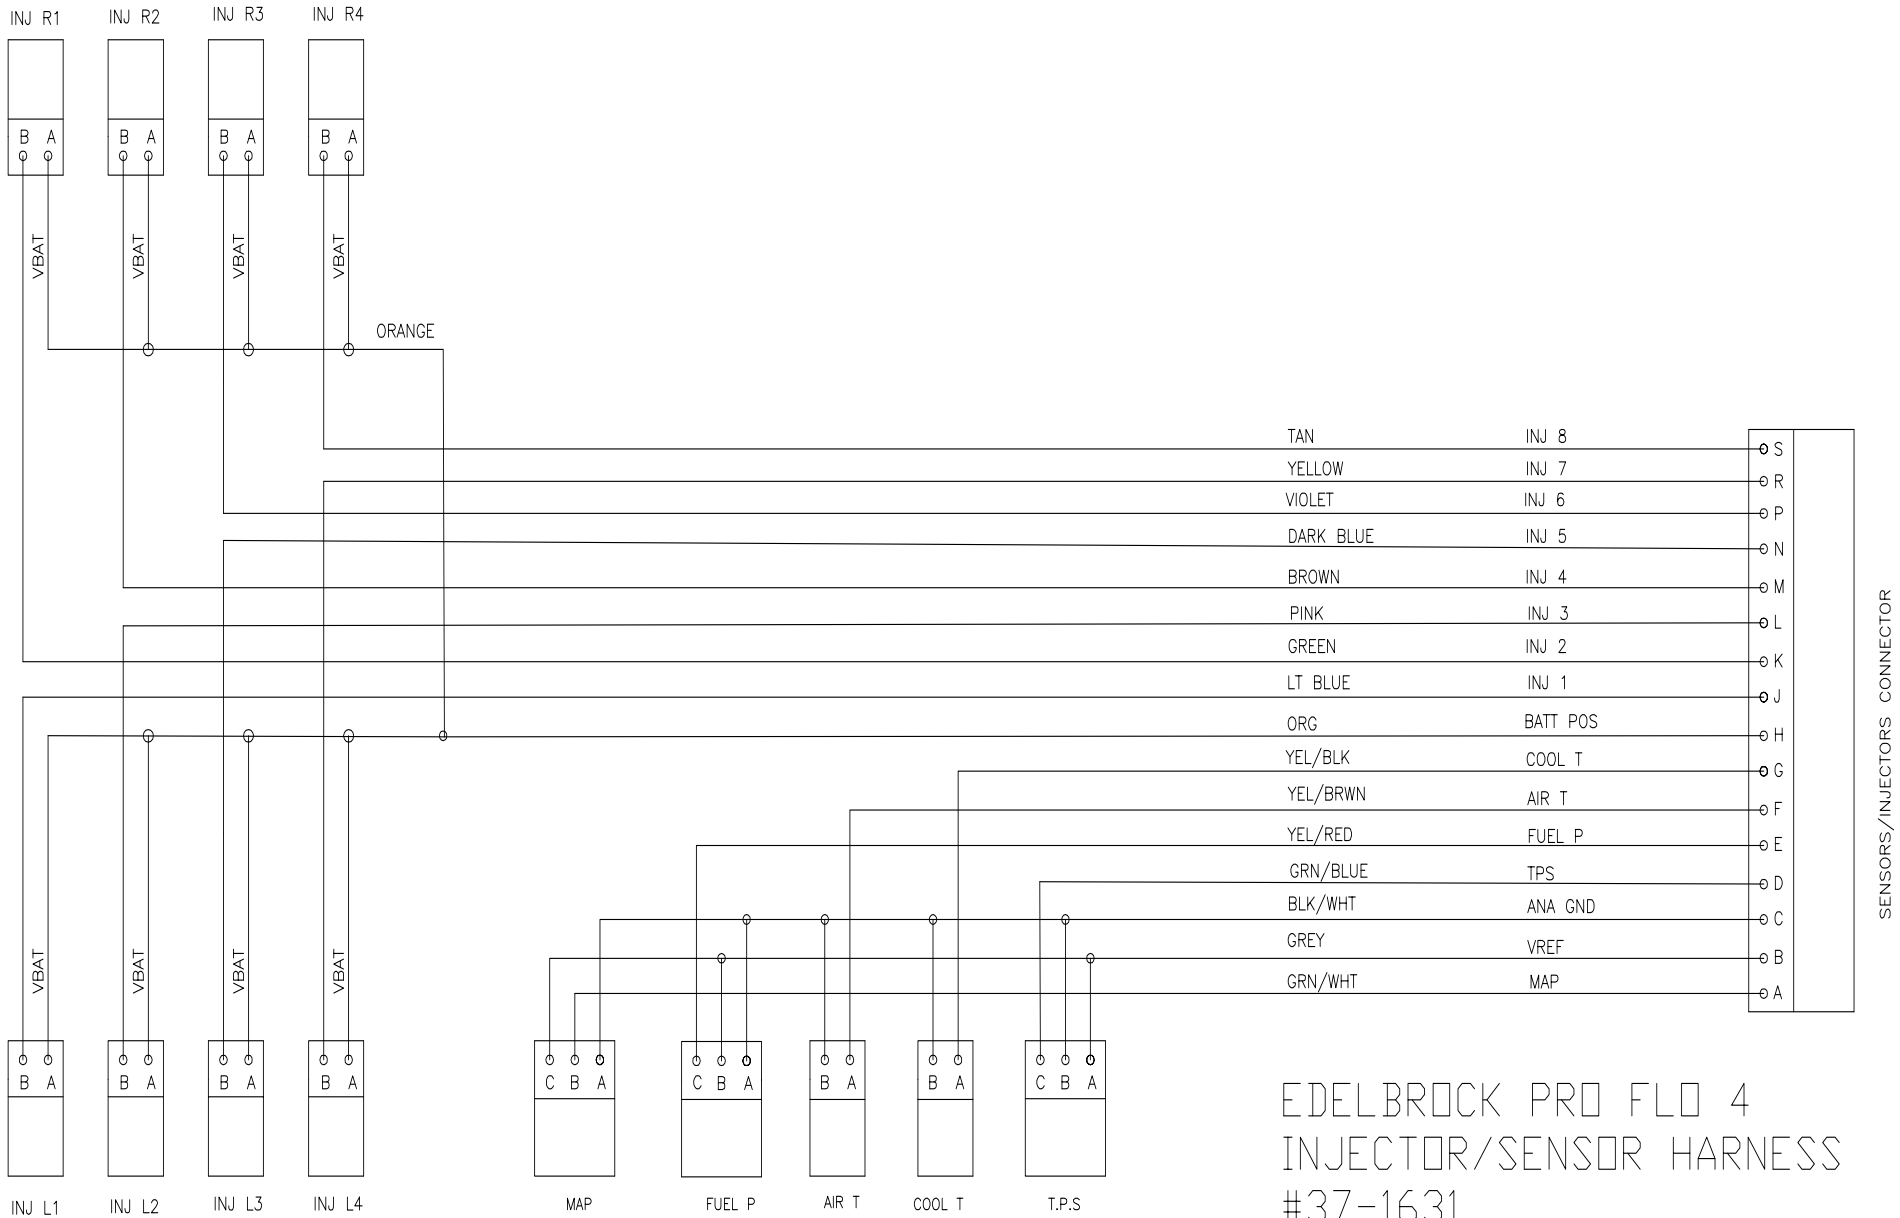 INJ R1 INJ R2 INJ R3 INJ R4
B A B A B A B A
VBAT VBAT VBAT VBAT
ORANGE
TAN INJ 8 S
YELLOW INJ 7 R
VIOLET INJ 6 P
DARK BLUE INJ 5 N
BROWN INJ 4 M
PINK INJ 3 L
GREEN INJ 2 K
LT BLUE INJ 1 J
ORG BATT POS H
YEL/BLK COOL T G
YEL/BRWN AIR T F
YEL/RED FUEL P E
GRN/BLUE TPS D
BLK/WHT ANA GND C
GREY VREF B
GRN/WHT MAP A
SENSORS/INJECTORS CONNECTOR
VBAT VBAT VBAT VBAT
B A B A B A B A C B A C B A B A B A C B A
INJ L1 INJ L2 INJ L3 INJ L4 MAP FUEL P AIR T COOL T T.P.S
EDELBROCK PRO FLO 4
INJECTOR/SENSOR HARNESS
#37-1631